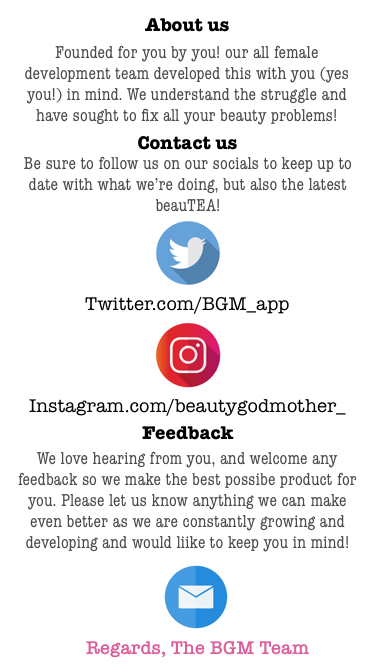 About us
Founded for you by you! our all female
development team developed this with you (yes
you!) in mind. We understand the struggle and
have sought to fix all your beauty problems!
Contact us
Be sure to follow us on our socials to keep up to
date with what we're doing, but also the latest
beauTEA!
Twitter.com/BGM_app
Instagram.com/beautygodmother_
Feedback
We love hearing from you, and welcome any
feedback so we make the best possibe product for
you. Please let us know anything we can make
even better as we are constantly growing and
developing and would liike to keep you in mind!
Regards, The BGM Team